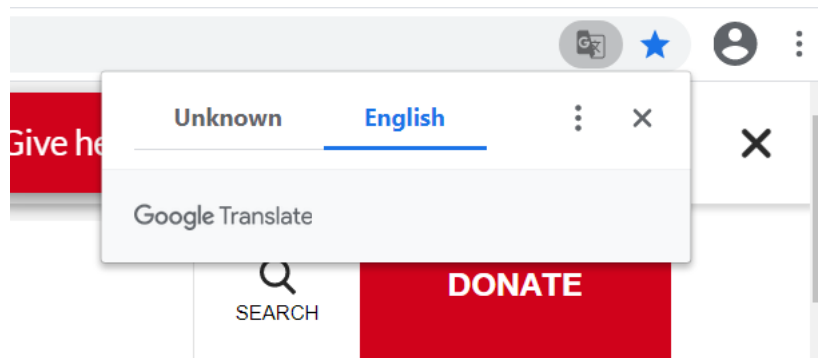 Unknown English
Give he
Google Translate
SEARCH
DONATE